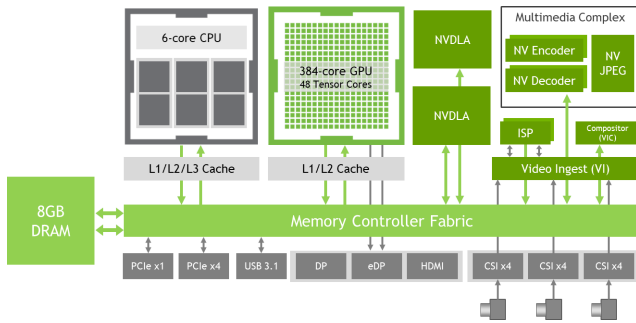 6-core CPU
384-core GPU
48 Tensor Cores
NVDLA
NVDLA
Multimedia Complex
NV Encoder
NV Decoder
NV
JPEG
ISP
Compositor
(VIC)
L1/L2/L3 Cache
L1/L2 Cache
Video Ingest (VI)
8GB
DRAM
Memory Controller Fabric
PCIe x1
PCIe x4
USB 3.1
DP
eDP
HDMI
CSI x4
CSI x4
CSI x4